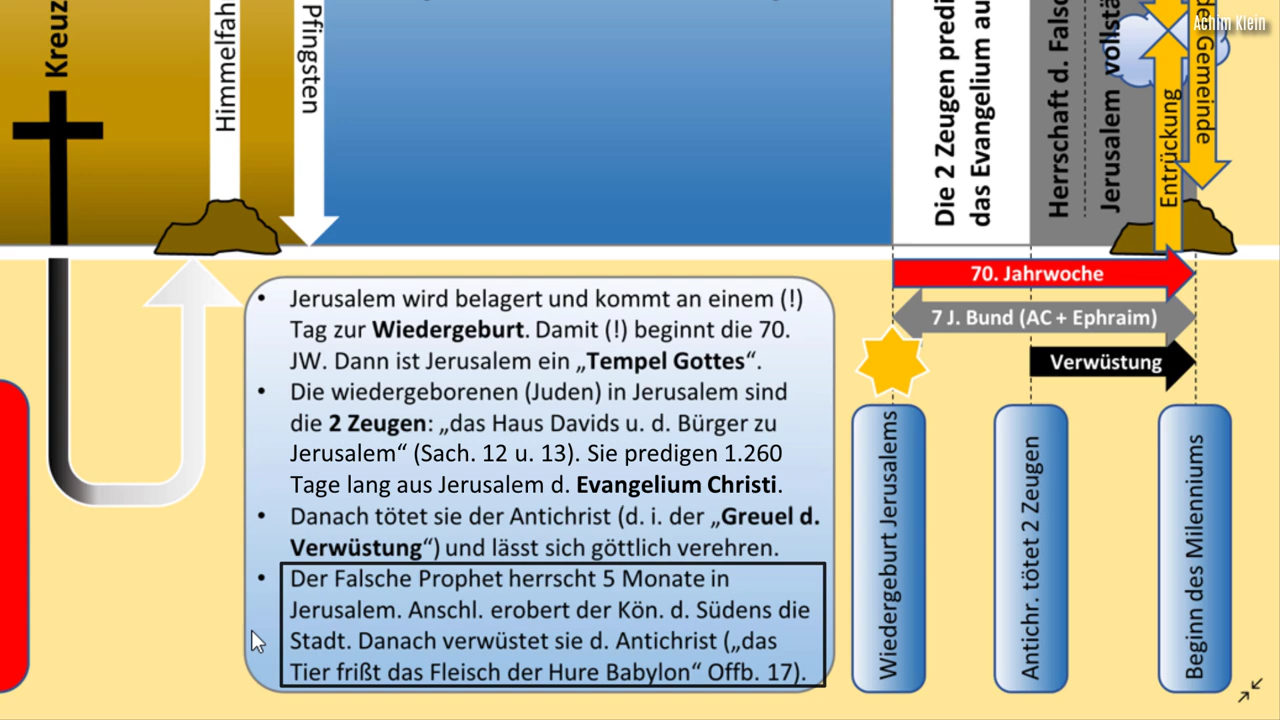 Kreuz
Himmelfah
Pfingsten
Die 2 Zeugen predi
das Evangelium au
Herrschaft d. Falsc
Jerusalem vollstä
Entrückung
de Gemeinde
Achim Klein
70. Jahrwoche
7 J. Bund (AC + Ephraim)
Verwüstung
• Jerusalem wird belagert und kommt an einem (!)
Tag zur Wiedergeburt. Damit (!) beginnt die 70.
JW. Dann ist Jerusalem ein „Tempel Gottes“.
• Die wiedergeborenen (Juden) in Jerusalem sind
die 2 Zeugen: „das Haus Davids u. d. Bürger zu
Jerusalem“ (Sach. 12 u. 13). Sie predigen 1.260
Tage lang aus Jerusalem d. Evangelium Christi.
• Danach tötet sie der Antichrist (d. i. der „Greuel d.
Verwüstung“) und lässt sich göttlich verehren.
• Der Falsche Prophet herrscht 5 Monate in
Jerusalem. Anschl. erobert der Kön. d. Südens die
Stadt. Danach verwüstet sie d. Antichrist („das
Tier frißt das Fleisch der Hure Babylon“ Offb. 17).
Wiedergeburt Jerusalems
Antichr. tötet 2 Zeugen
Beginn des Milenniums